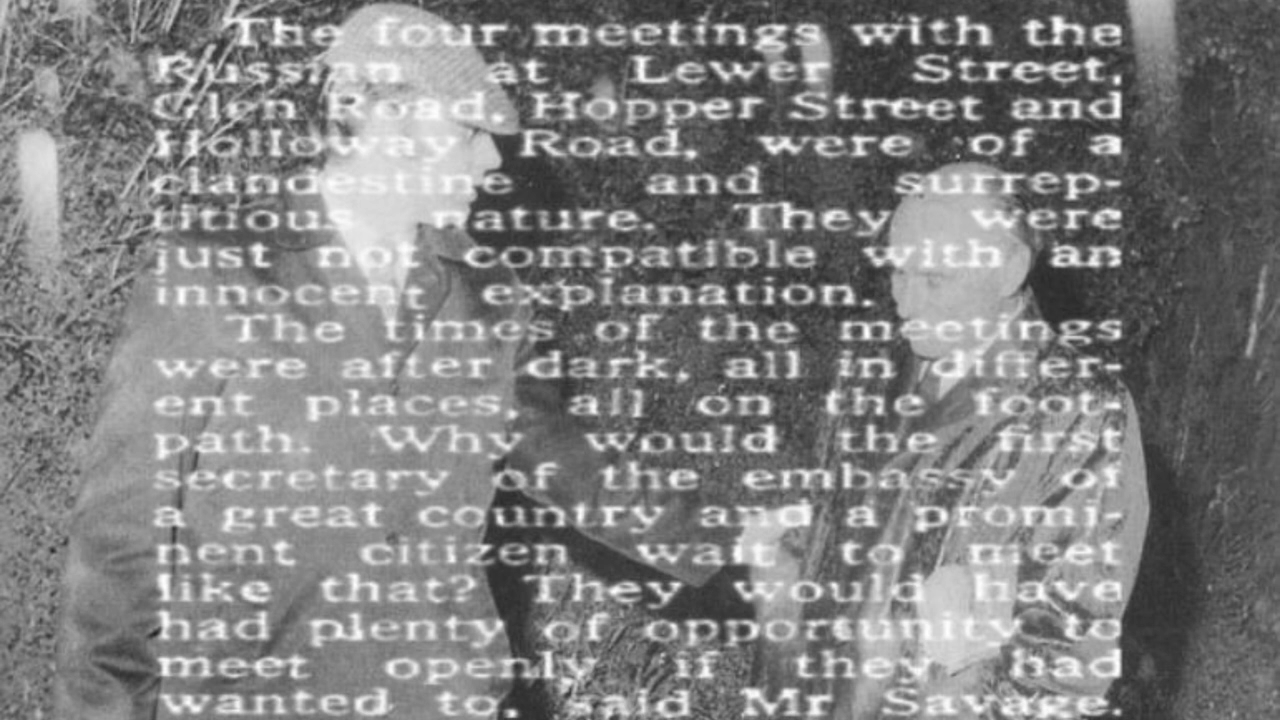 The four meetings with the
Russian at Lewer Street,
Glen Road, Hopper Street and
Holloway Road, were of a
clandestine and surrep-
titious nature. They were
just not compatible with an
innocent explanation.
The times of the meetings
were after dark, all in differ-
ent places, all on the foot-
path. Why would the first
secretary of the embassy of
a great country and a promi-
nent citizen wait to meet
like that? They would have
had plenty of opportunity to
meet openly if they had
wanted to, said Mr Savage.